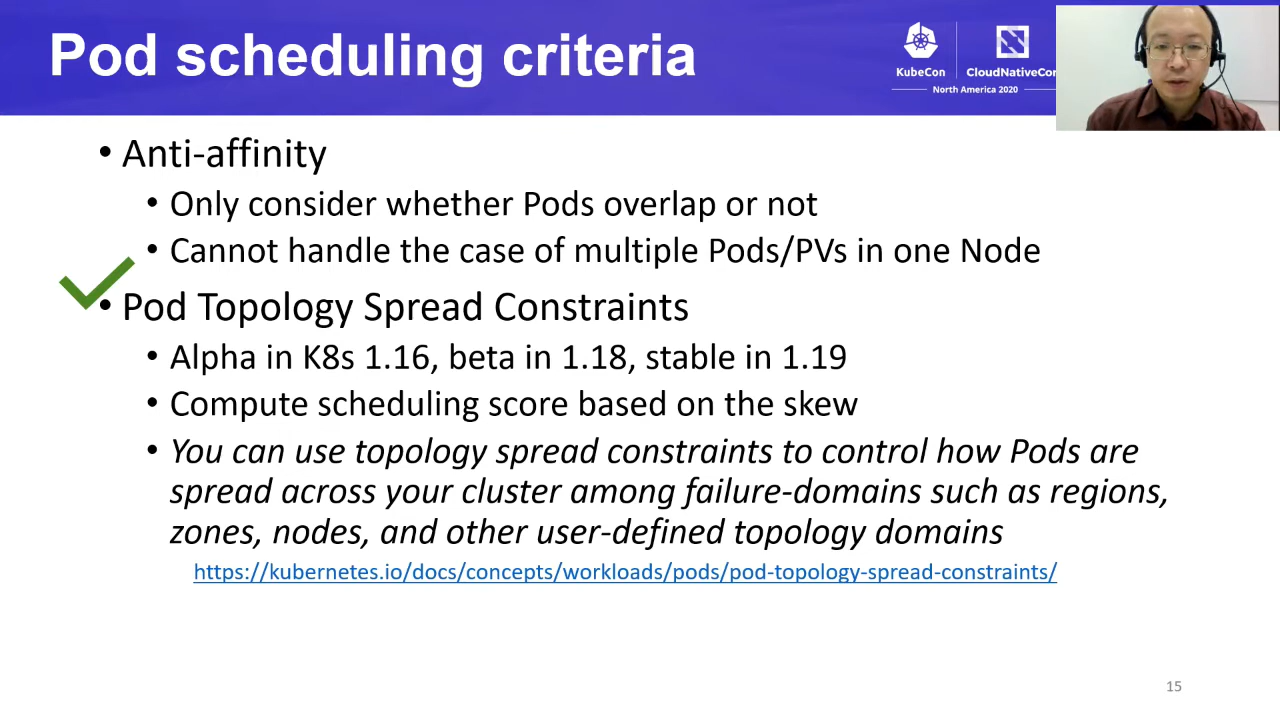 Pod scheduling criteria
KubeCon
CloudNativeCon
North America 2020
• Anti-affinity
• Only consider whether Pods overlap or not
• Cannot handle the case of multiple Pods/PVs in one Node
• Pod Topology Spread Constraints
• Alpha in K8s 1.16, beta in 1.18, stable in 1.19
• Compute scheduling score based on the skew
• You can use topology spread constraints to control how Pods are
spread across your cluster among failure-domains such as regions,
zones, nodes, and other user-defined topology domains
https://kubernetes.io/docs/concepts/workloads/pods/pod-topology-spread-constraints/
15